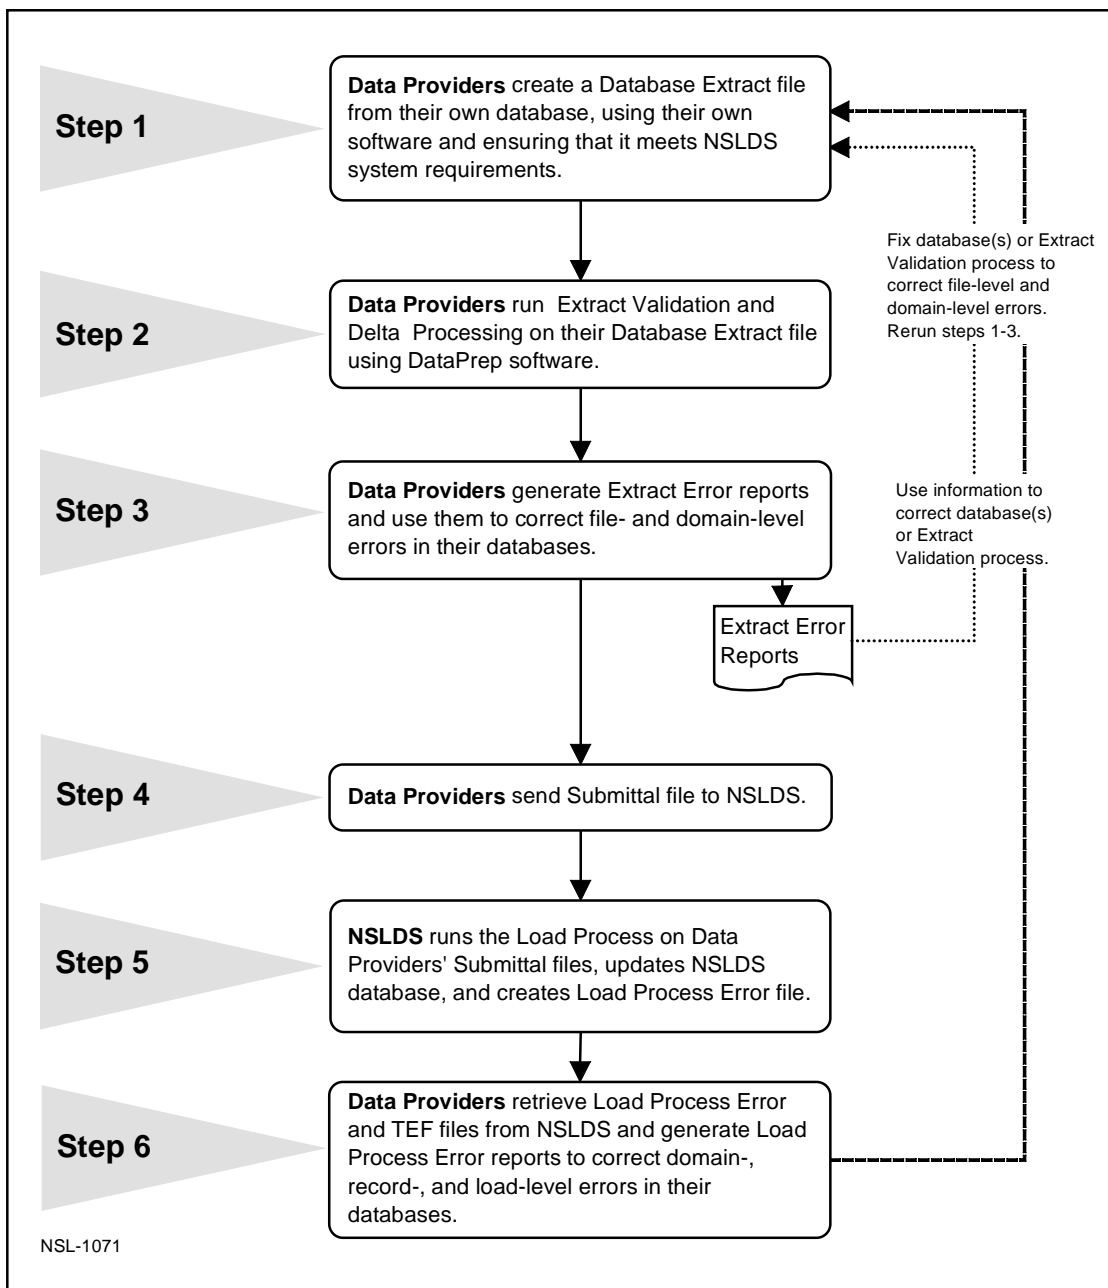 Step 1
Data Providers create a Database Extract file
from their own database, using their own
software and ensuring that it meets NSLDS
system requirements.
Fix database(s) or Extract
Validation process to
correct file-level and
domain-level errors.
Rerun steps 1-3.
Step 2
Data Providers run Extract Validation and
Delta Processing on their Database Extract file
using DataPrep software.
Step 3
Data Providers generate Extract Error reports
and use them to correct file- and domain-level
errors in their databases.
Use information to
correct database(s)
or Extract
Validation process.
Extract Error
Reports
Step 4
Data Providers send Submittal file to NSLDS.
Step 5
NSLDS runs the Load Process on Data
Providers' Submittal files, updates NSLDS
database, and creates Load Process Error file.
Step 6
Data Providers retrieve Load Process Error
and TEF files from NSLDS and generate Load
Process Error reports to correct domain-,
record-, and load-level errors in their
databases.
NSL-1071